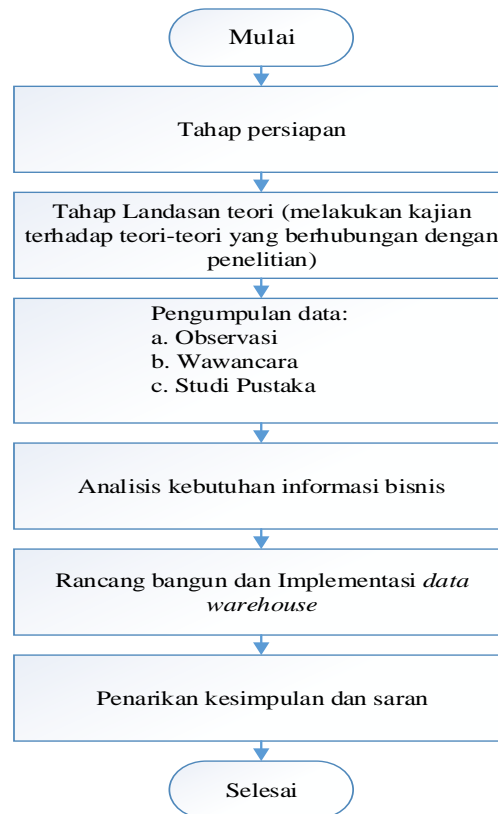 Mulai
Tahap persiapan
Tahap Landasan teori (melakukan kajian
terhadap teori-teori yang berhubungan dengan
penelitian)
Pengumpulan data:
a. Observasi
b. Wawancara
c. Studi Pustaka
Analisis kebutuhan informasi bisnis
Rancang bangun dan Implementasi data
warehouse
Penarikan kesimpulan dan saran
Selesai